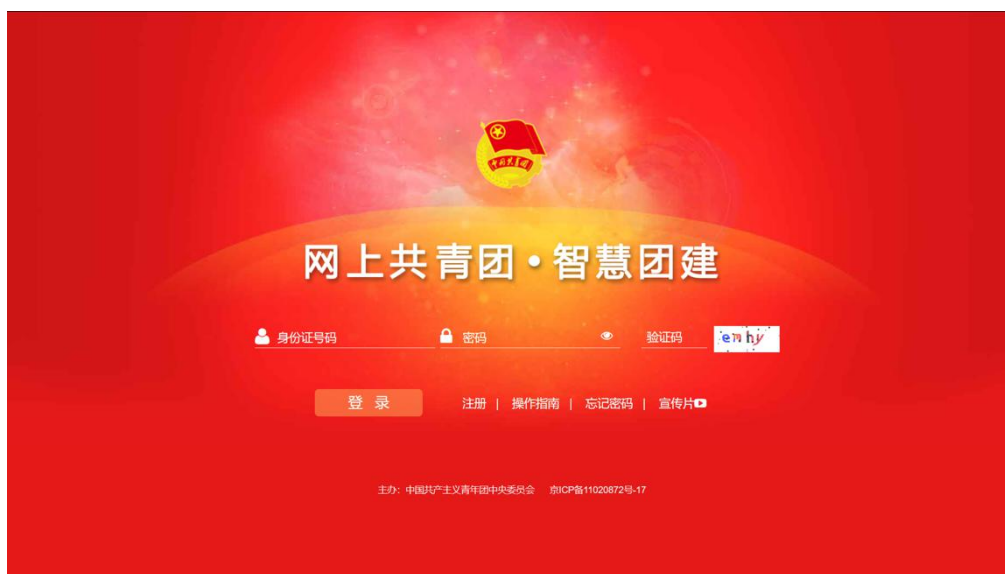 中国共青团
网上共青团·智慧团建
身份证号码 密码 验证码 emhy
登 录 注册 | 操作指南 | 忘记密码 | 宣传片
主办：中国共产主义青年团中央委员会 京ICP备11020872号-17